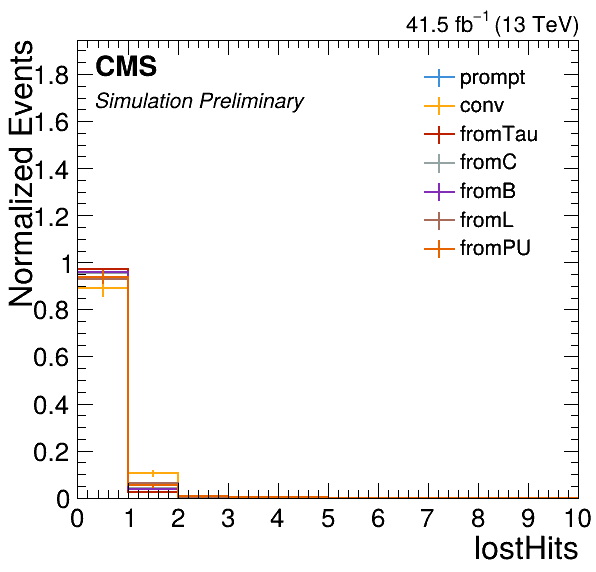 41.5 fb⁻¹ (13 TeV)
CMS
Simulation Preliminary
prompt
conv
fromTau
fromC
fromB
fromL
fromPU
Normalized Events
1.8
1.6
1.4
1.2
1
0.8
0.6
0.4
0.2
0
0 1 2 3 4 5 6 7 8 9 10
lostHits